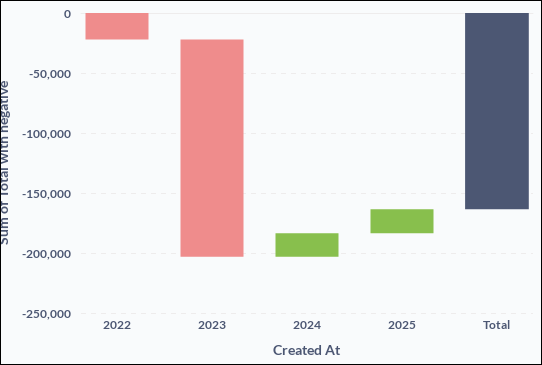 0
-50,000
-100,000
-150,000
-200,000
-250,000
Sum of Total with negative
2022 2023 2024 2025 Total
Created At